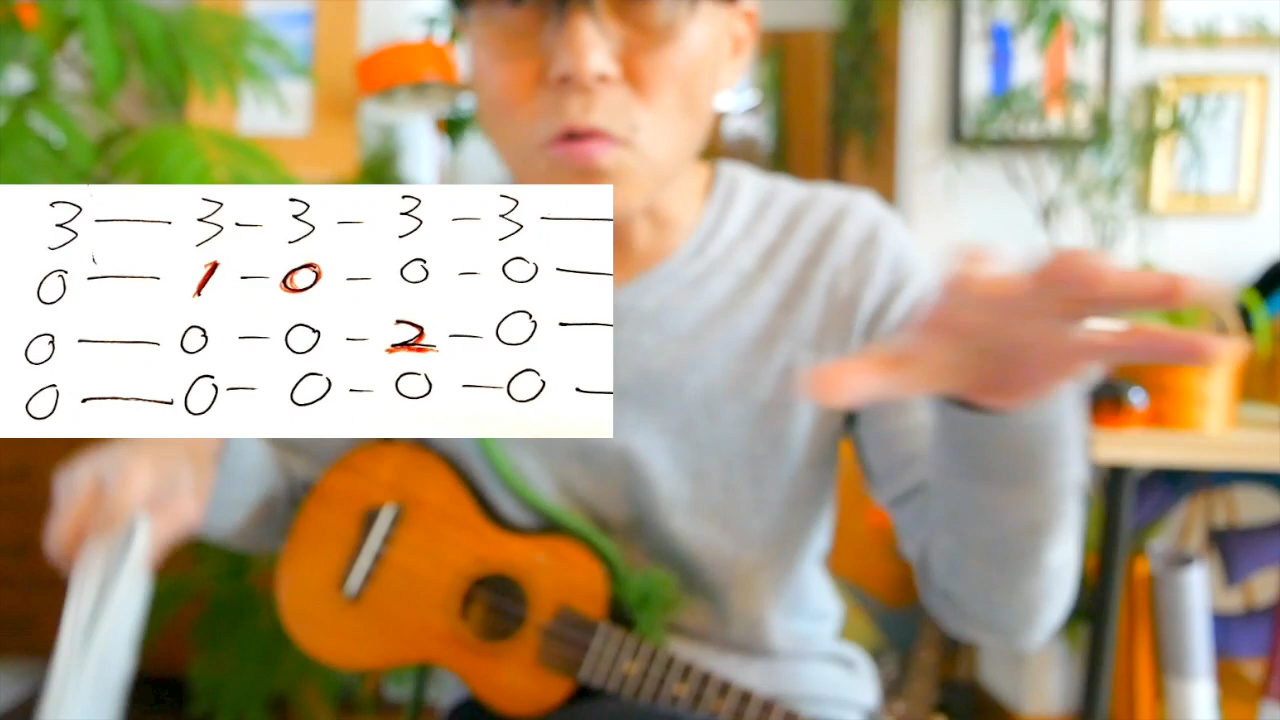 3 — 3 - 3 - 3 - 3 —
0 — 1 - 0 - 0 - 0 —
0 — 0 - 0 - 2 - 0 —
0 — 0 - 0 - 0 - 0 —